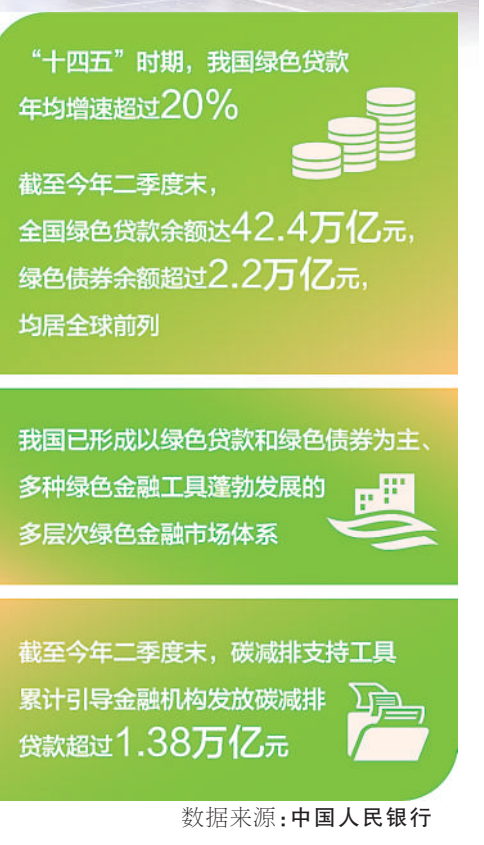 “十四五”时期，我国绿色贷款
年均增速超过20%
截至今年二季度末，
全国绿色贷款余额达42.4万亿元，
绿色债券余额超过2.2万亿元，
均居全球前列
我国已形成以绿色贷款和绿色债券为主、
多种绿色金融工具蓬勃发展的
多层次绿色金融市场体系
截至今年二季度末，碳减排支持工具
累计引导金融机构发放碳减排
贷款超过1.38万亿元
数据来源:中国人民银行